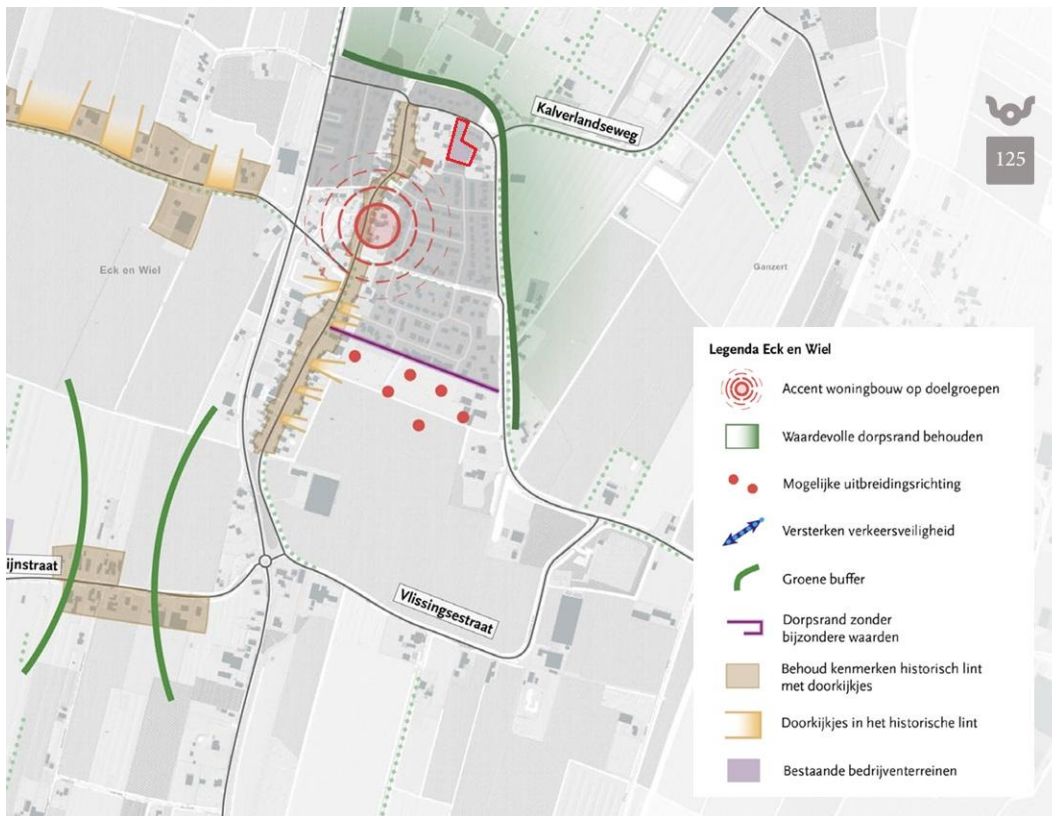 Kalverlandseweg
125
Eck en Wiel
Ganzert
ijnstraat
Vlissingsestraat
Legenda Eck en Wiel
Accent woningbouw op doelgroepen
Waardevolle dorpsrand behouden
Mogelijke uitbreidingsrichting
Versterken verkeersveiligheid
Groene buffer
Dorpsrand zonder
bijzondere waarden
Behoud kenmerken historisch lint
met doorkijkjes
Doorkijkjes in het historische lint
Bestaande bedrijventerreinen